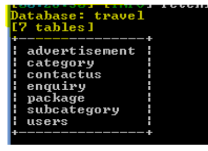 Database: travel
[7 tables]
+---------------+
| advertisement |
| category      |
| contactus     |
| enquiry       |
| package       |
| subcategory   |
| users         |
+---------------+